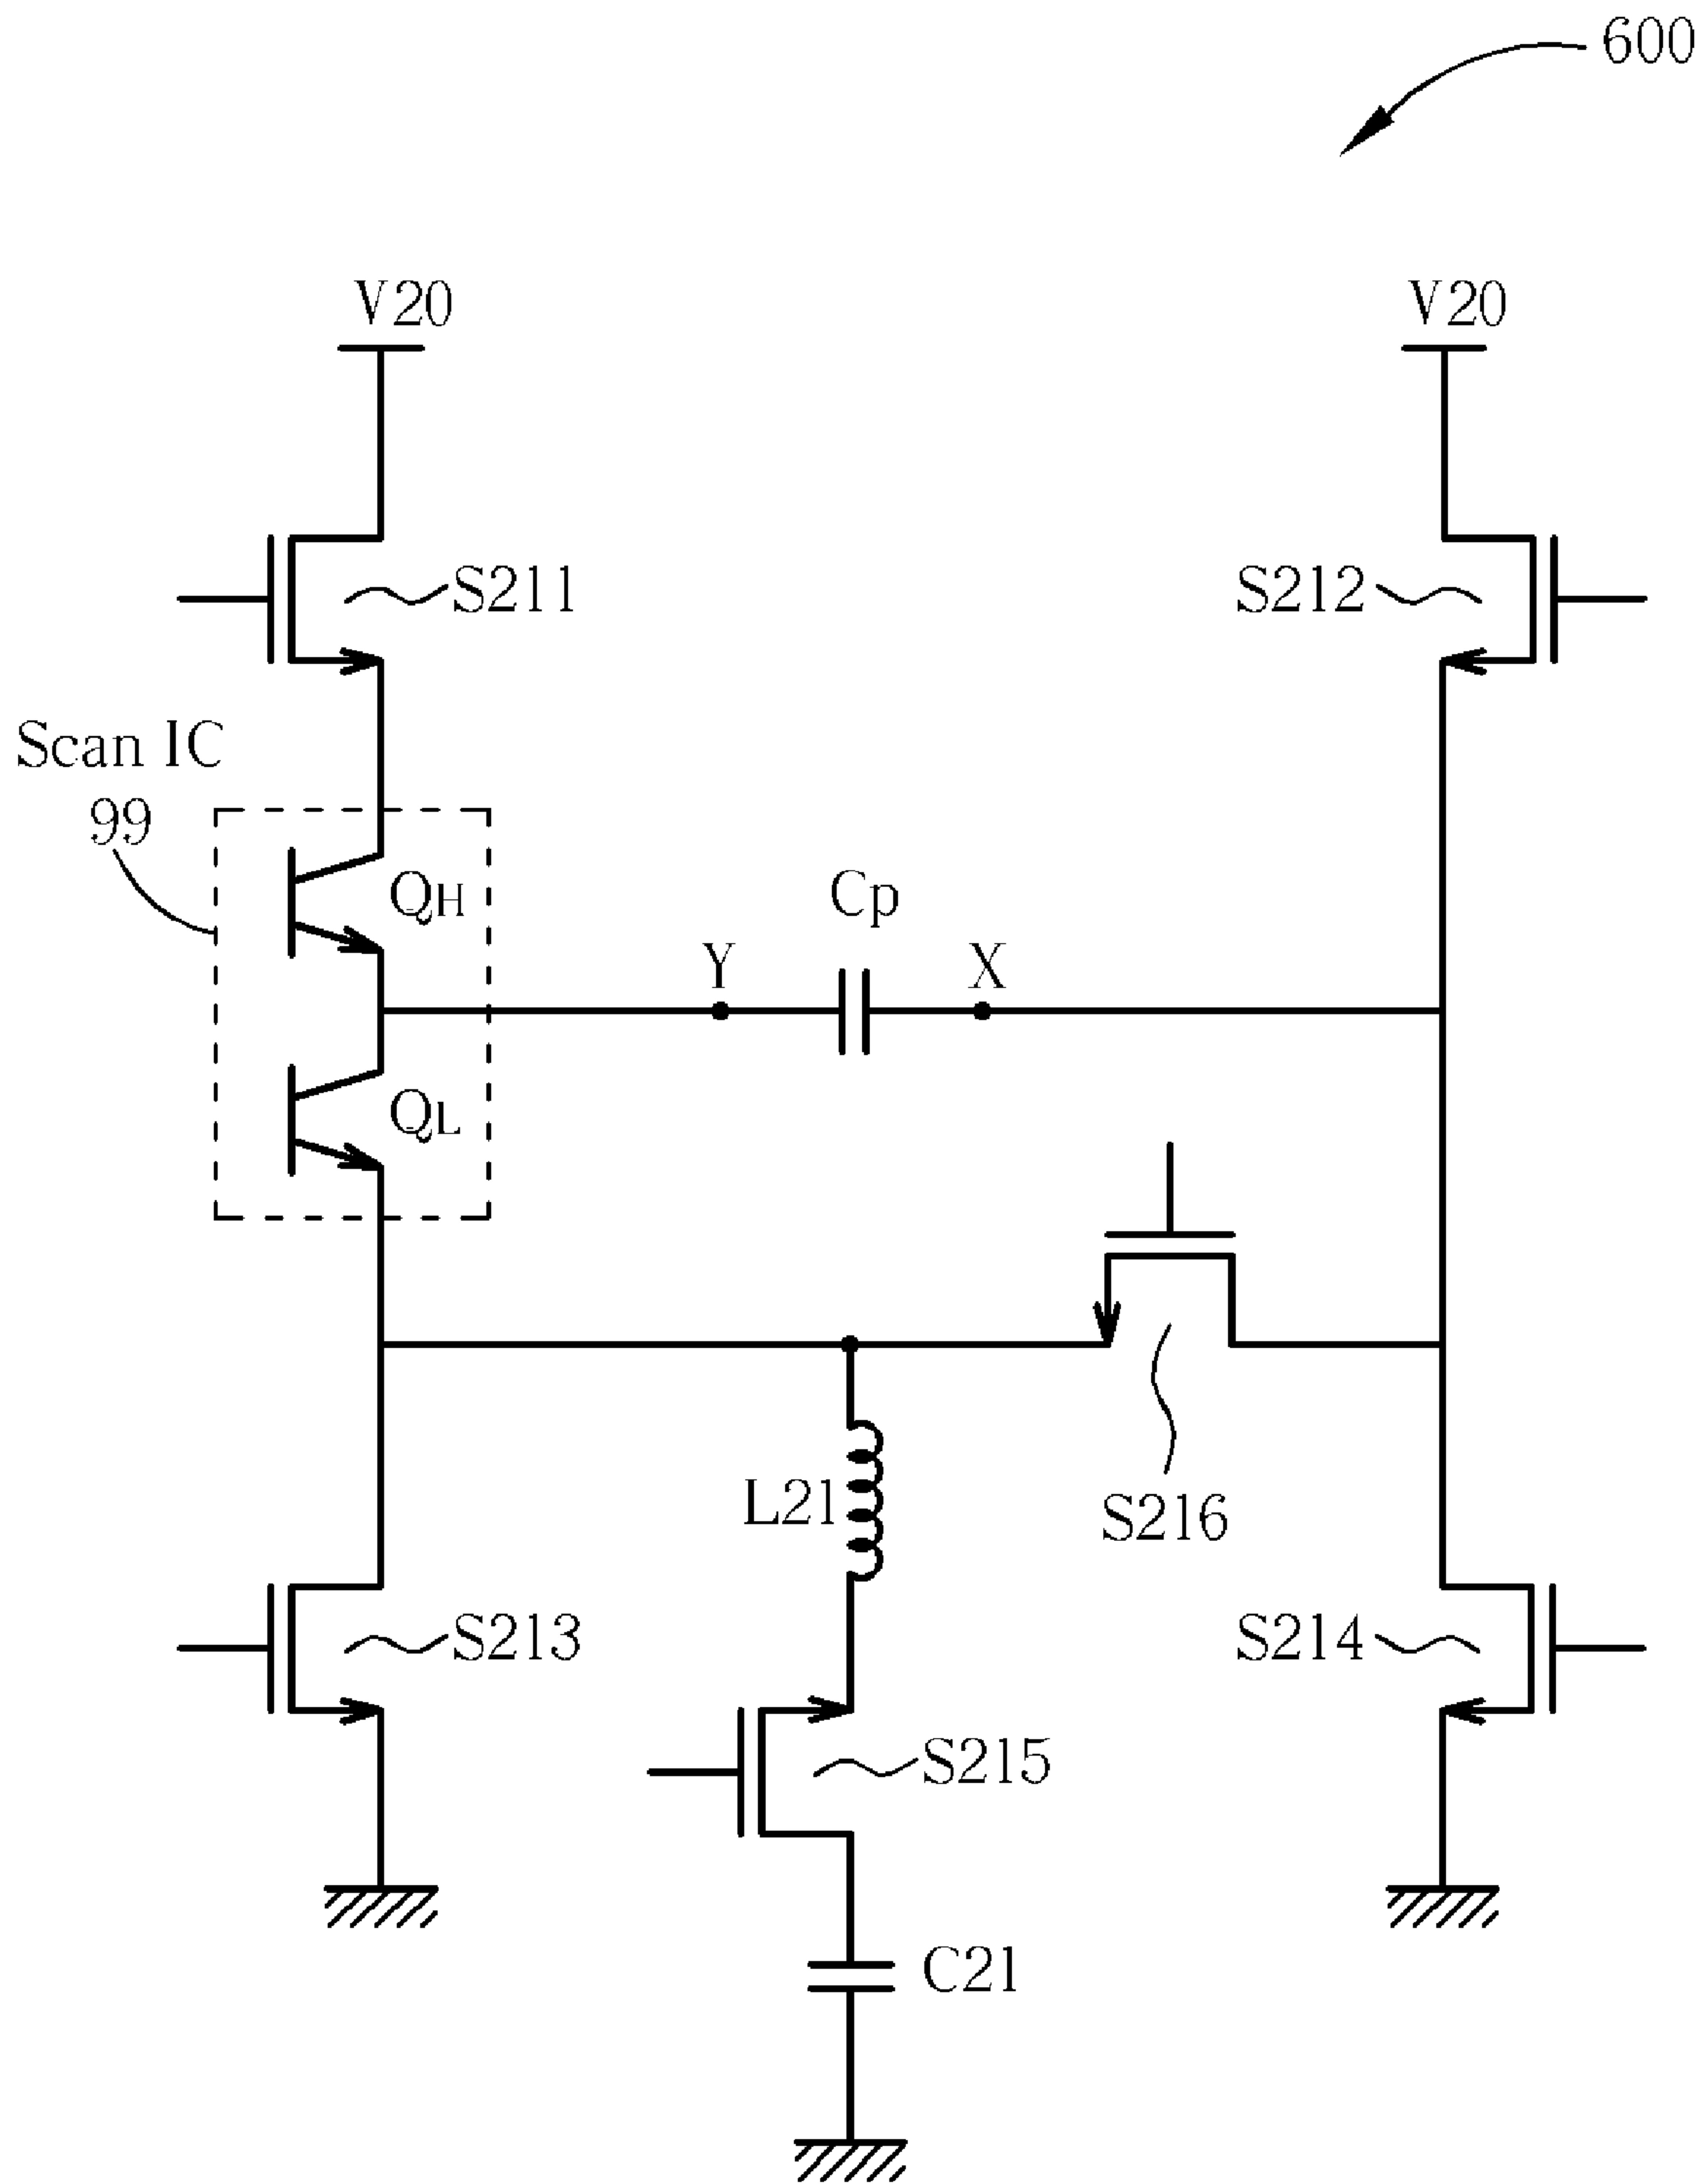 600
V20
V20
S211
S212
Scan IC
99
QH
Cp
Y
X
QL
L21
S216
S213
S214
S215
C21